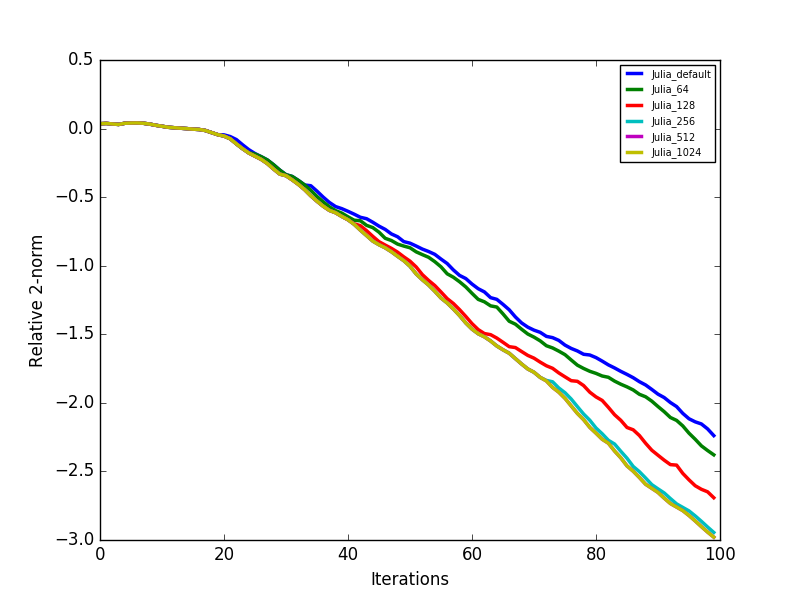 0.5
0.0
−0.5
−1.0
−1.5
−2.0
−2.5
−3.0
Relative 2-norm
0 20 40 60 80 100
Iterations
Julia_default
Julia_64
Julia_128
Julia_256
Julia_512
Julia_1024